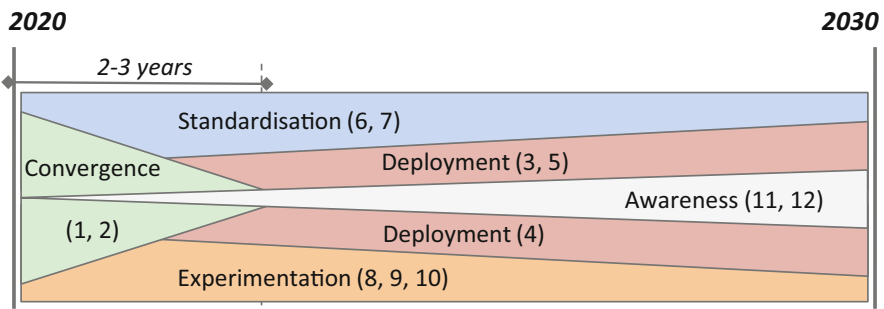 2020
2030
2-3 years
Standardisation (6, 7)
Convergence
Deployment (3, 5)
Awareness (11, 12)
(1, 2)
Deployment (4)
Experimentation (8, 9, 10)